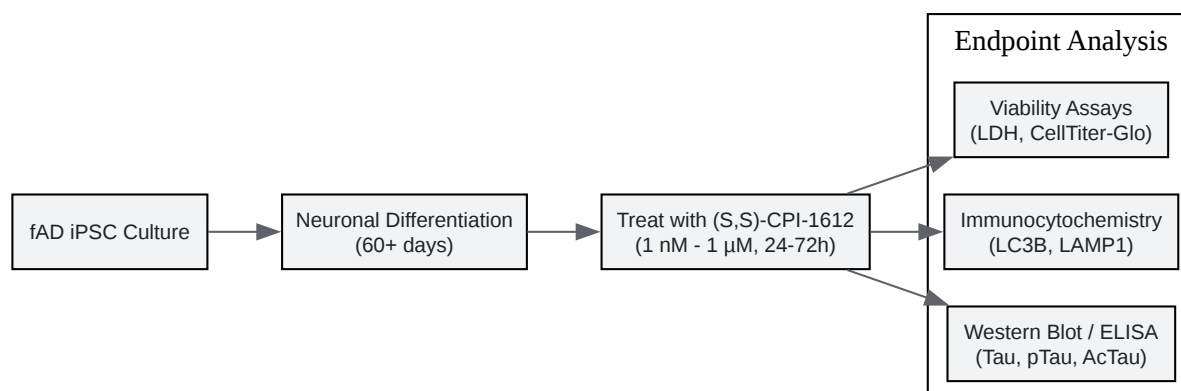 Endpoint Analysis
Viability Assays
(LDH, CellTiter-Glo)
fAD iPSC Culture
Neuronal Differentiation
(60+ days)
Treat with (S,S)-CPI-1612
(1 nM - 1 µM, 24-72h)
Immunocytochemistry
(LC3B, LAMP1)
Western Blot / ELISA
(Tau, pTau, AcTau)